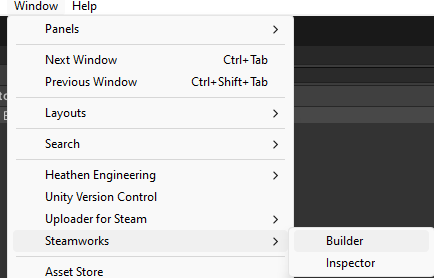 Window Help
Panels
Next Window Ctrl+Tab
Previous Window Ctrl+Shift+Tab
Layouts
Search
Heathen Engineering
Unity Version Control
Uploader for Steam
Steamworks
Builder
Inspector
Asset Store